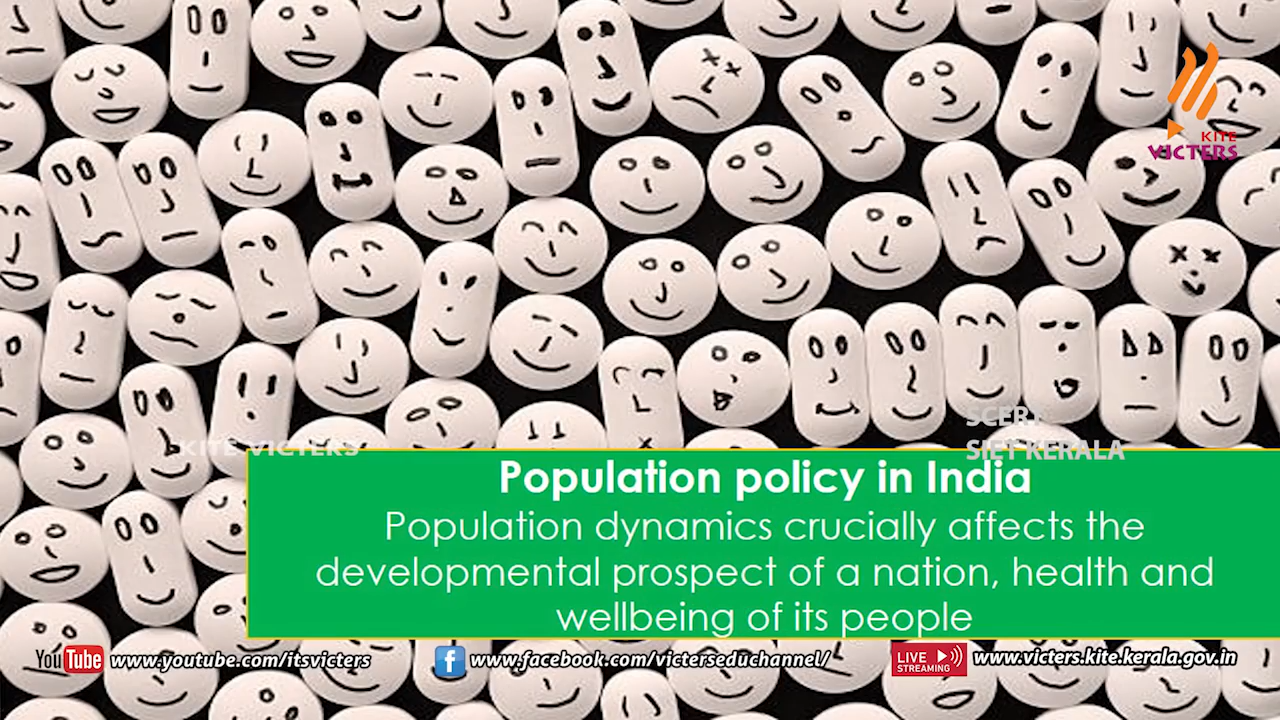 KITE
VICTERS
SCERT
KITE VICTERS
SIET KERALA
Population policy in India
Population dynamics crucially affects the
developmental prospect of a nation, health and
wellbeing of its people
YouTube www.youtube.com/itsvicters
f www.facebook.com/victerseduchannel/
LIVE
STREAMING
www.victers.kite.kerala.gov.in